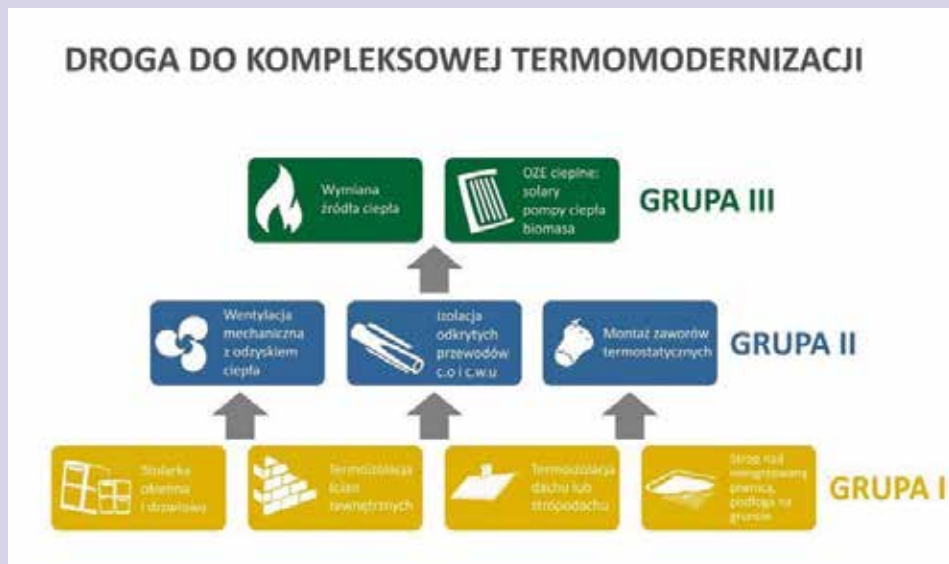 DROGA DO KOMPLEKSOWEJ TERMOMODERNIZACJI
Wymiana
źródła ciepła
OZE cieplne:
solary
pompy ciepła
biomasa
GRUPA III
Wentylacja
mechaniczna
z odzyskiem
ciepła
izolacja
odkrytych
przewodów
c.o i c.w.u
Montaż zaworów
termostatycznych
GRUPA II
Stolarka
okienna
i drzwiowa
Termoizolacja
ścian
zewnętrznych
Termoizolacja
dachu lub
stropodachu
Strop nad
nieogrzewaną
piwnicą,
podłoga na
gruncie
GRUPA I